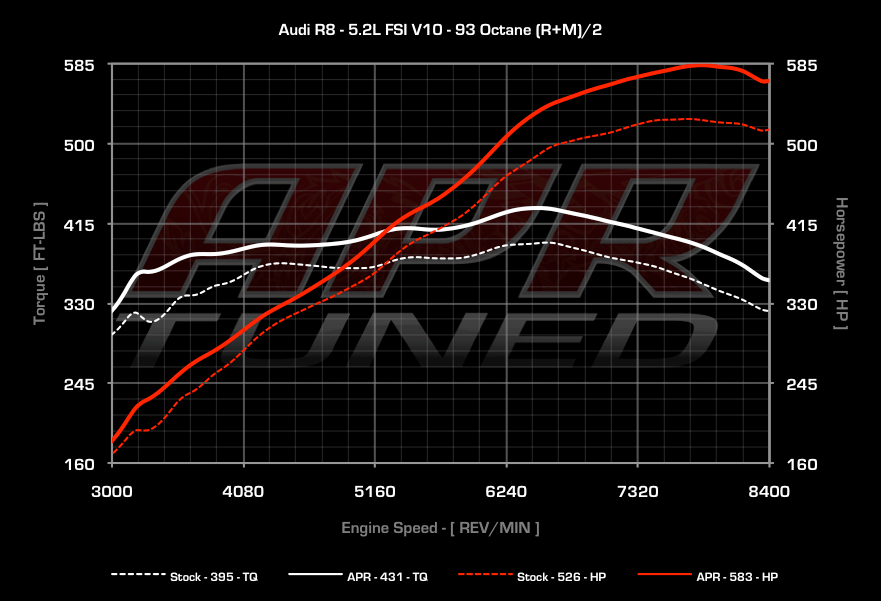 Audi R8 - 5.2L FSI V10 - 93 Octane (R+M)/2
585 585
500 500
415 415
330 330
245 245
160 160
Torque [ FT-LBS ]
Horsepower [ HP ]
APR
TUNED
3000 4080 5160 6240 7320 8400
Engine Speed - [ REV/MIN ]
Stock - 395 - TQ APR - 431 - TQ Stock - 526 - HP APR - 583 - HP